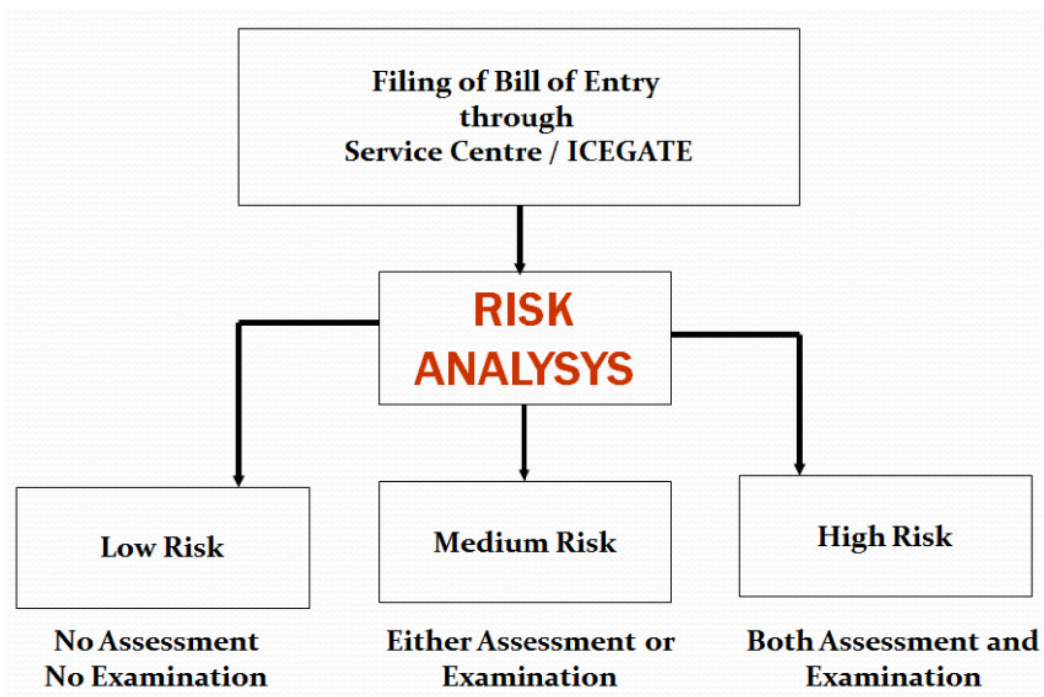 Filing of Bill of Entry
through
Service Centre / ICEGATE
RISK
ANALYSYS
Low Risk
Medium Risk
High Risk
No Assessment
No Examination
Either Assessment or
Examination
Both Assessment and
Examination